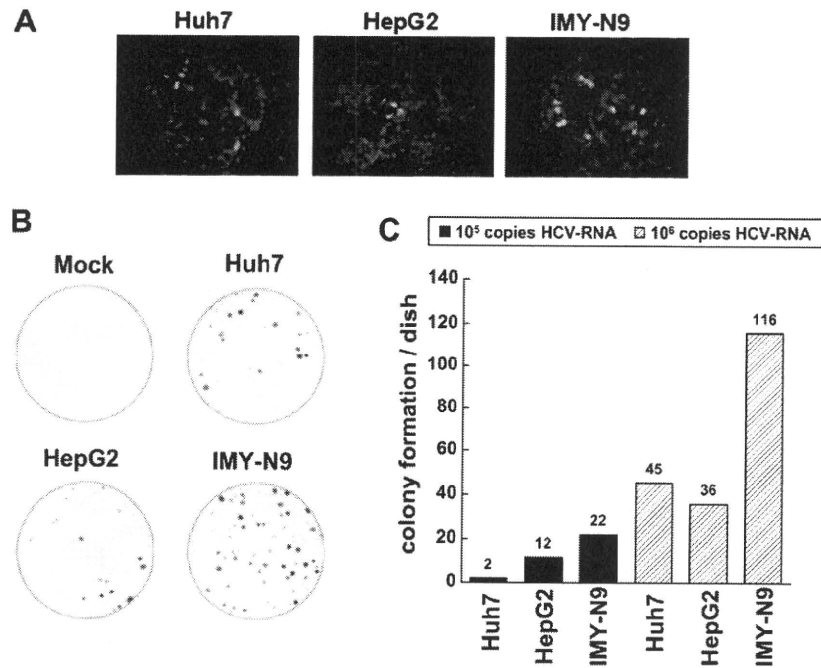 A
Huh7
HepG2
IMY-N9
B
Mock
Huh7
HepG2
IMY-N9
C
10⁵ copies HCV-RNA 10⁶ copies HCV-RNA
colony formation / dish
140
120
100
80
60
40
20
0
2
12
22
45
36
116
Huh7
HepG2
IMY-N9
Huh7
HepG2
IMY-N9